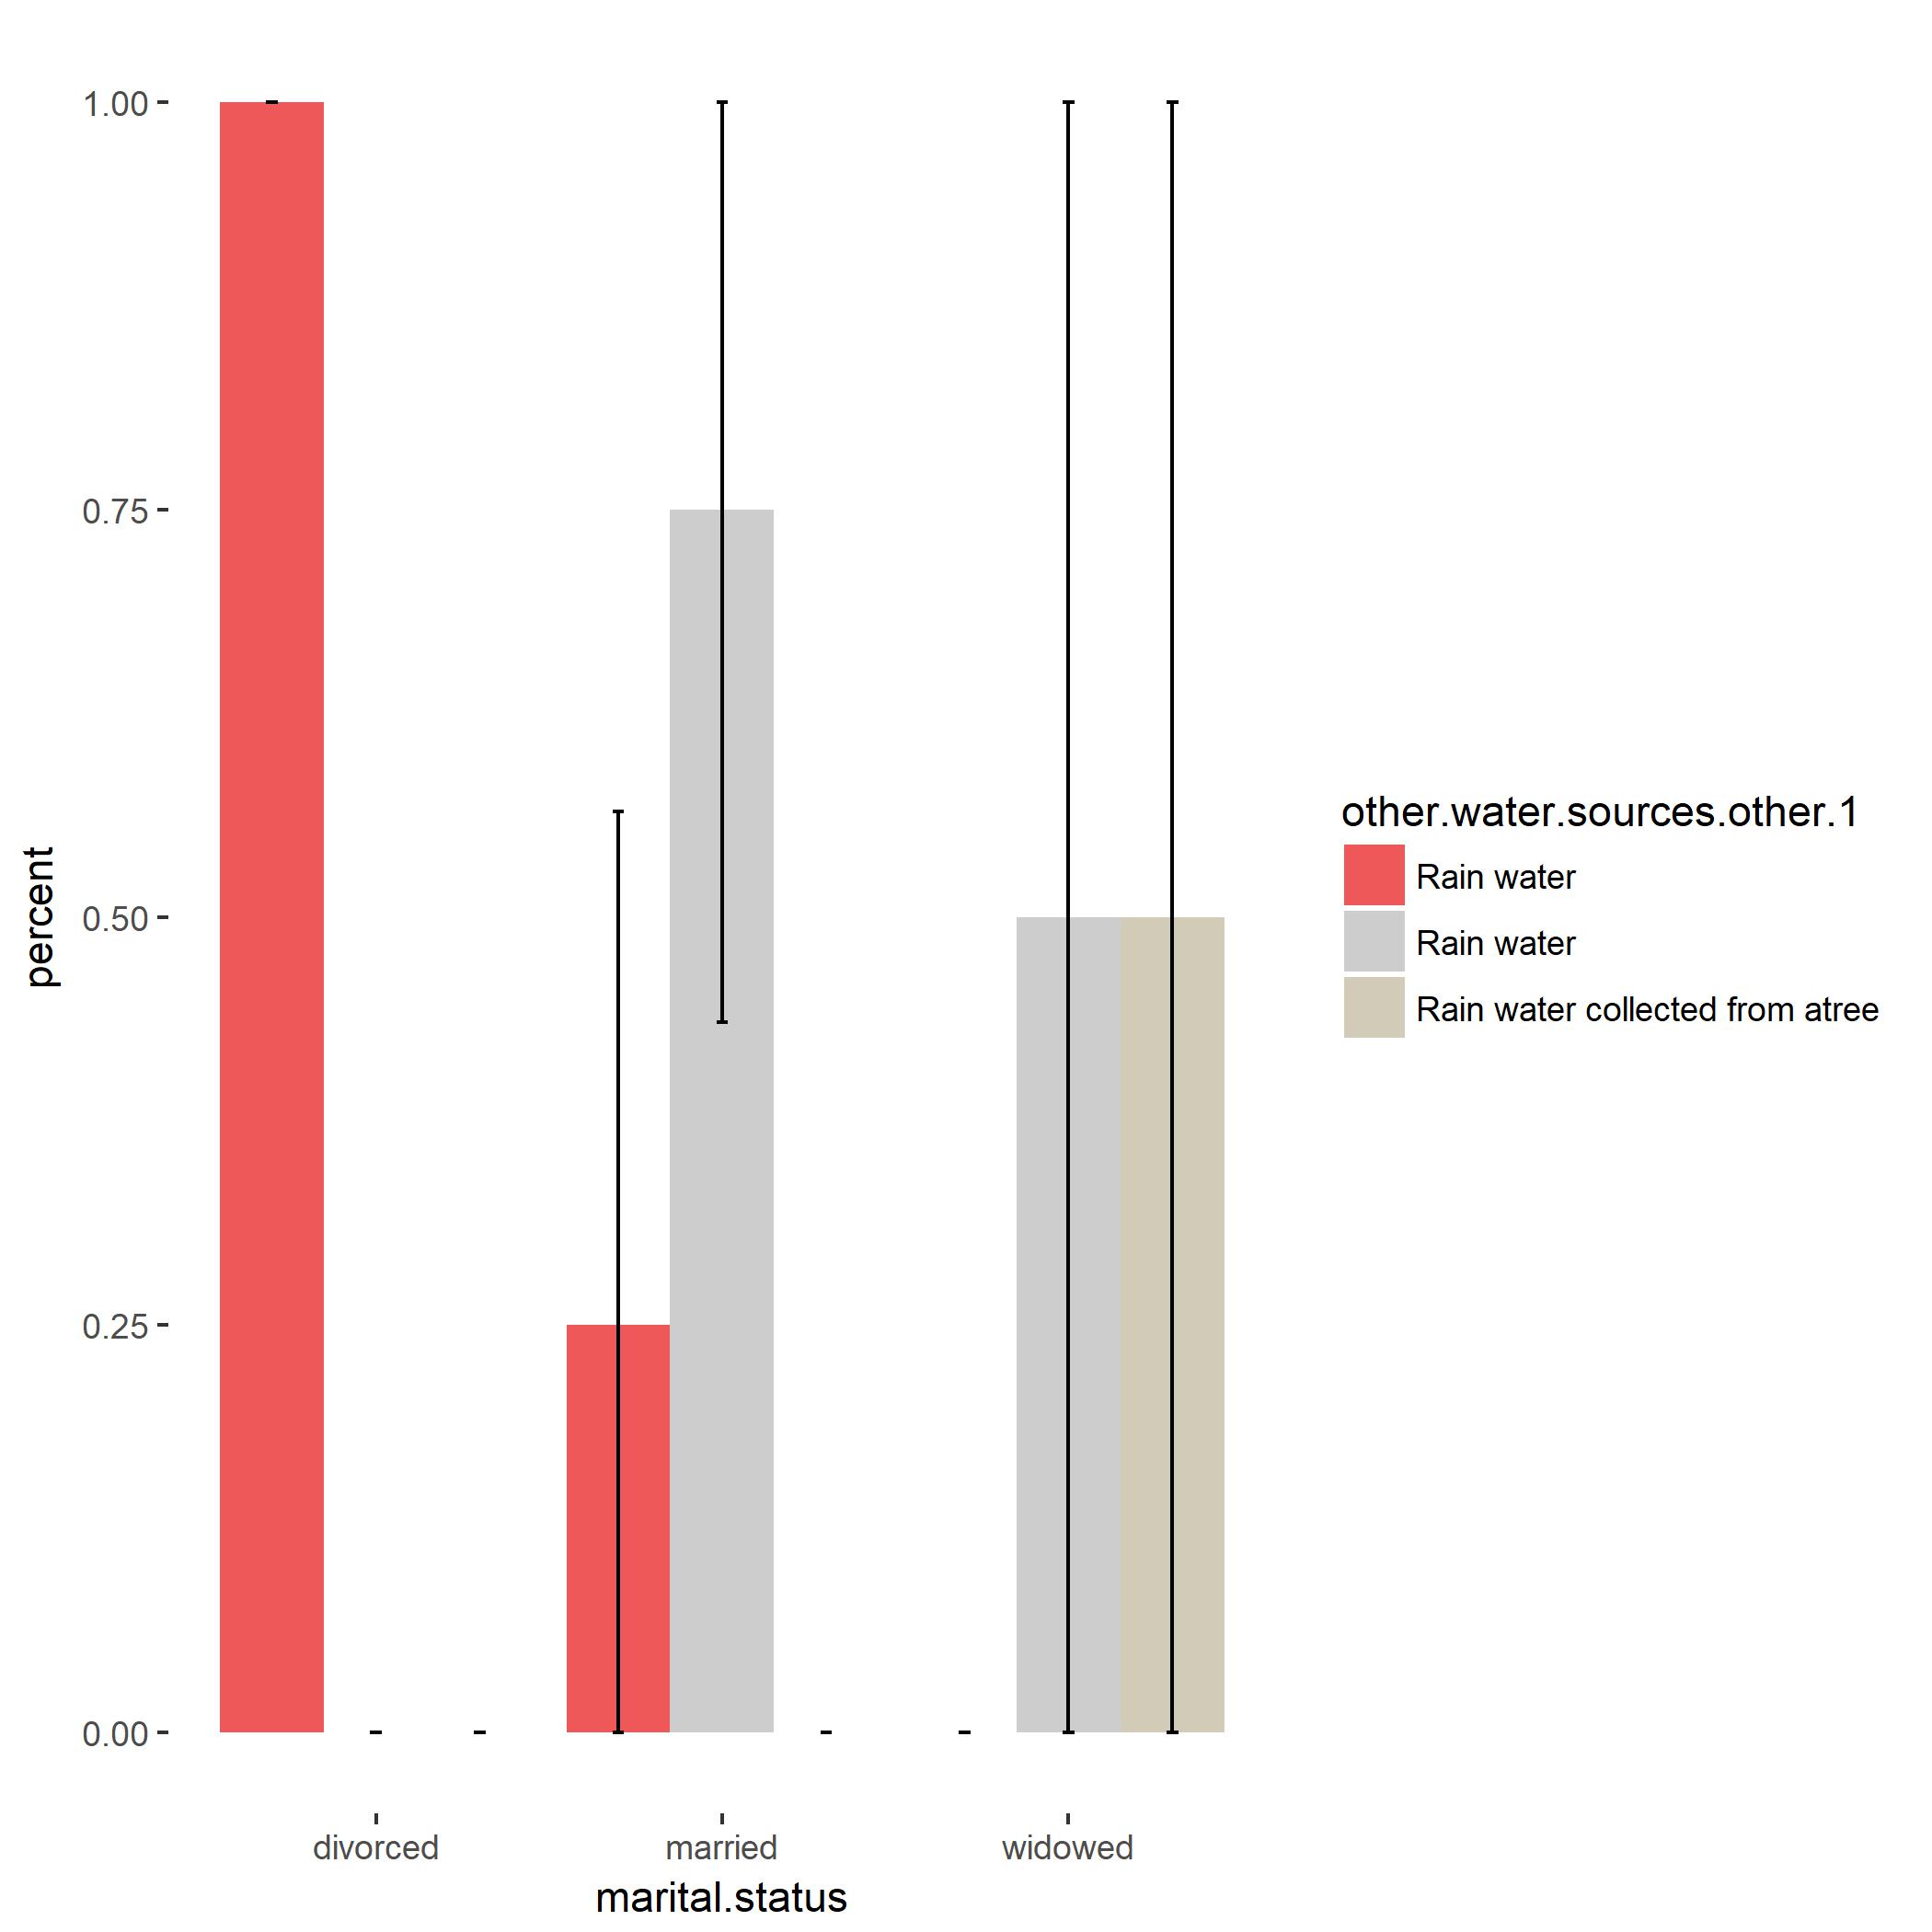 1.00
0.75
0.50
0.25
0.00
percent
divorced
married
widowed
marital.status
other.water.sources.other.1
Rain water
Rain water
Rain water collected from atree